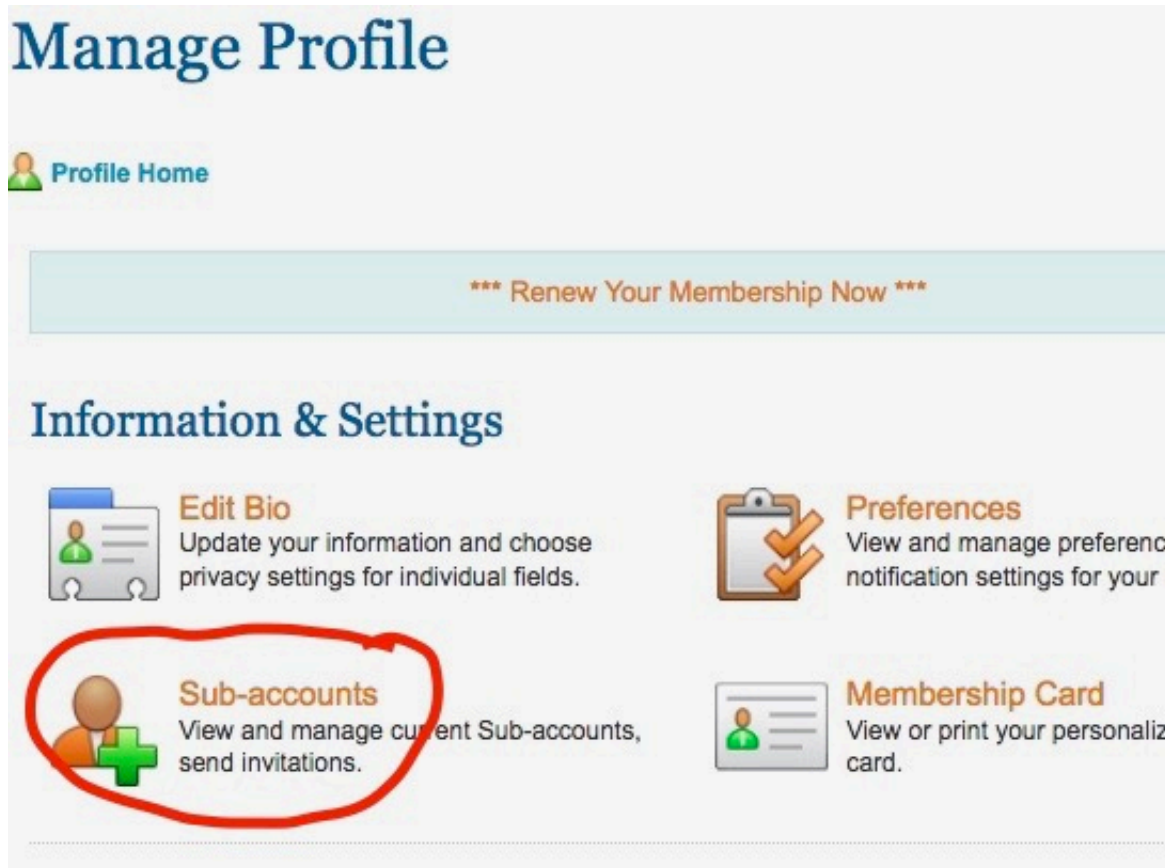 Manage Profile
Profile Home
*** Renew Your Membership Now ***
Information & Settings
Edit Bio
Update your information and choose
privacy settings for individual fields.
Preferences
View and manage preferenc
notification settings for your
Sub-accounts
View and manage current Sub-accounts,
send invitations.
Membership Card
View or print your personaliz
card.